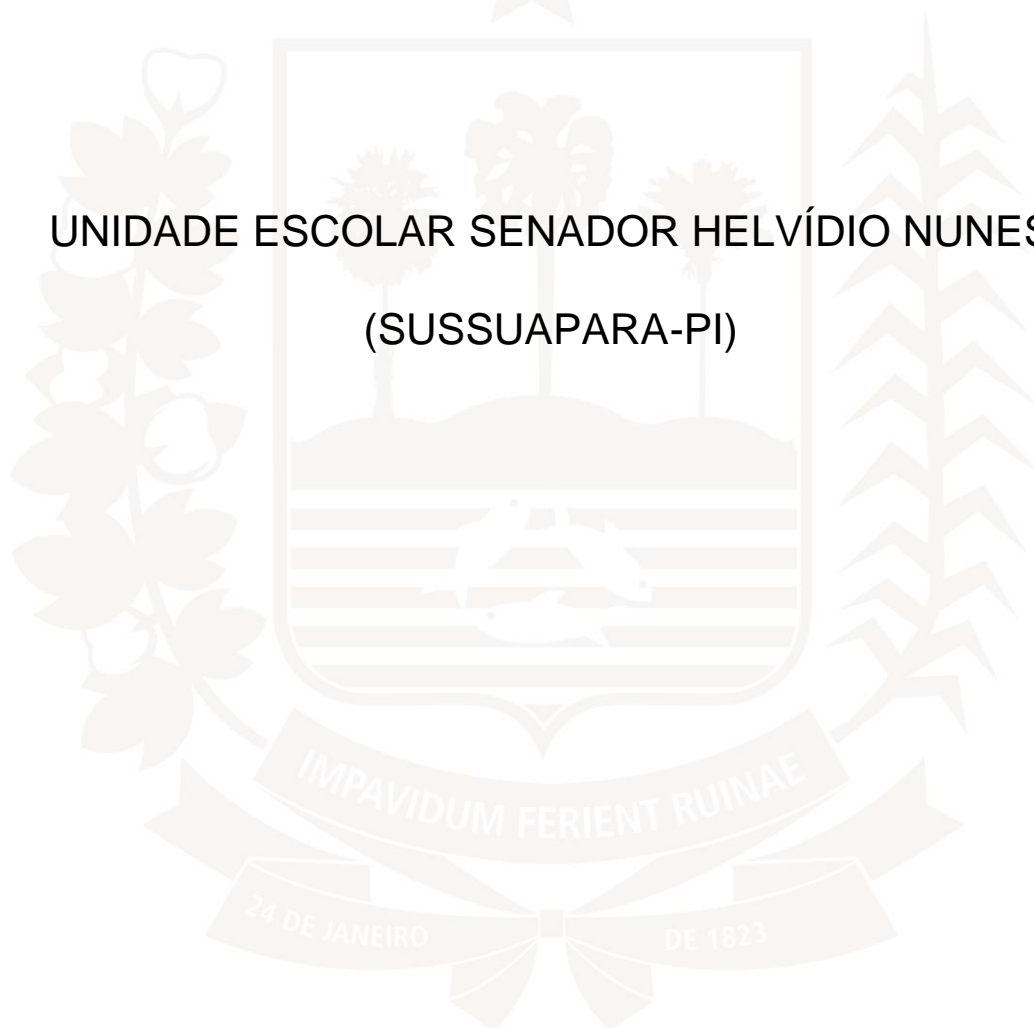 UNIDADE ESCOLAR SENADOR HELVÍDIO NUNES
(SUSSUAPARA-PI)
IMPAVIDUM FERIENT RUINAE
24 DE JANEIRO DE 1823